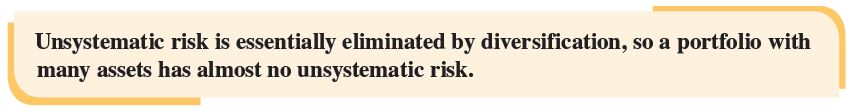 Unsystematic risk is essentially eliminated by diversification, so a portfolio with
many assets has almost no unsystematic risk.